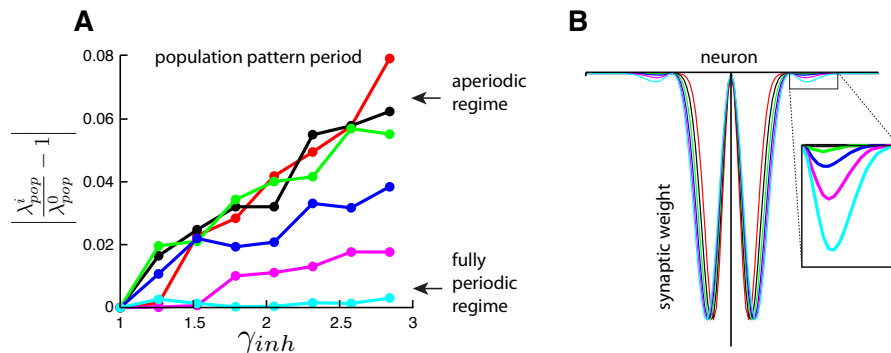 A
population pattern period
0.08
0.06
0.04
0.02
0
1
1.5
2
2.5
3
γinh
|λ^i_pop / λ^0_pop − 1|
aperiodic
regime
fully
periodic
regime
B
neuron
synaptic weight